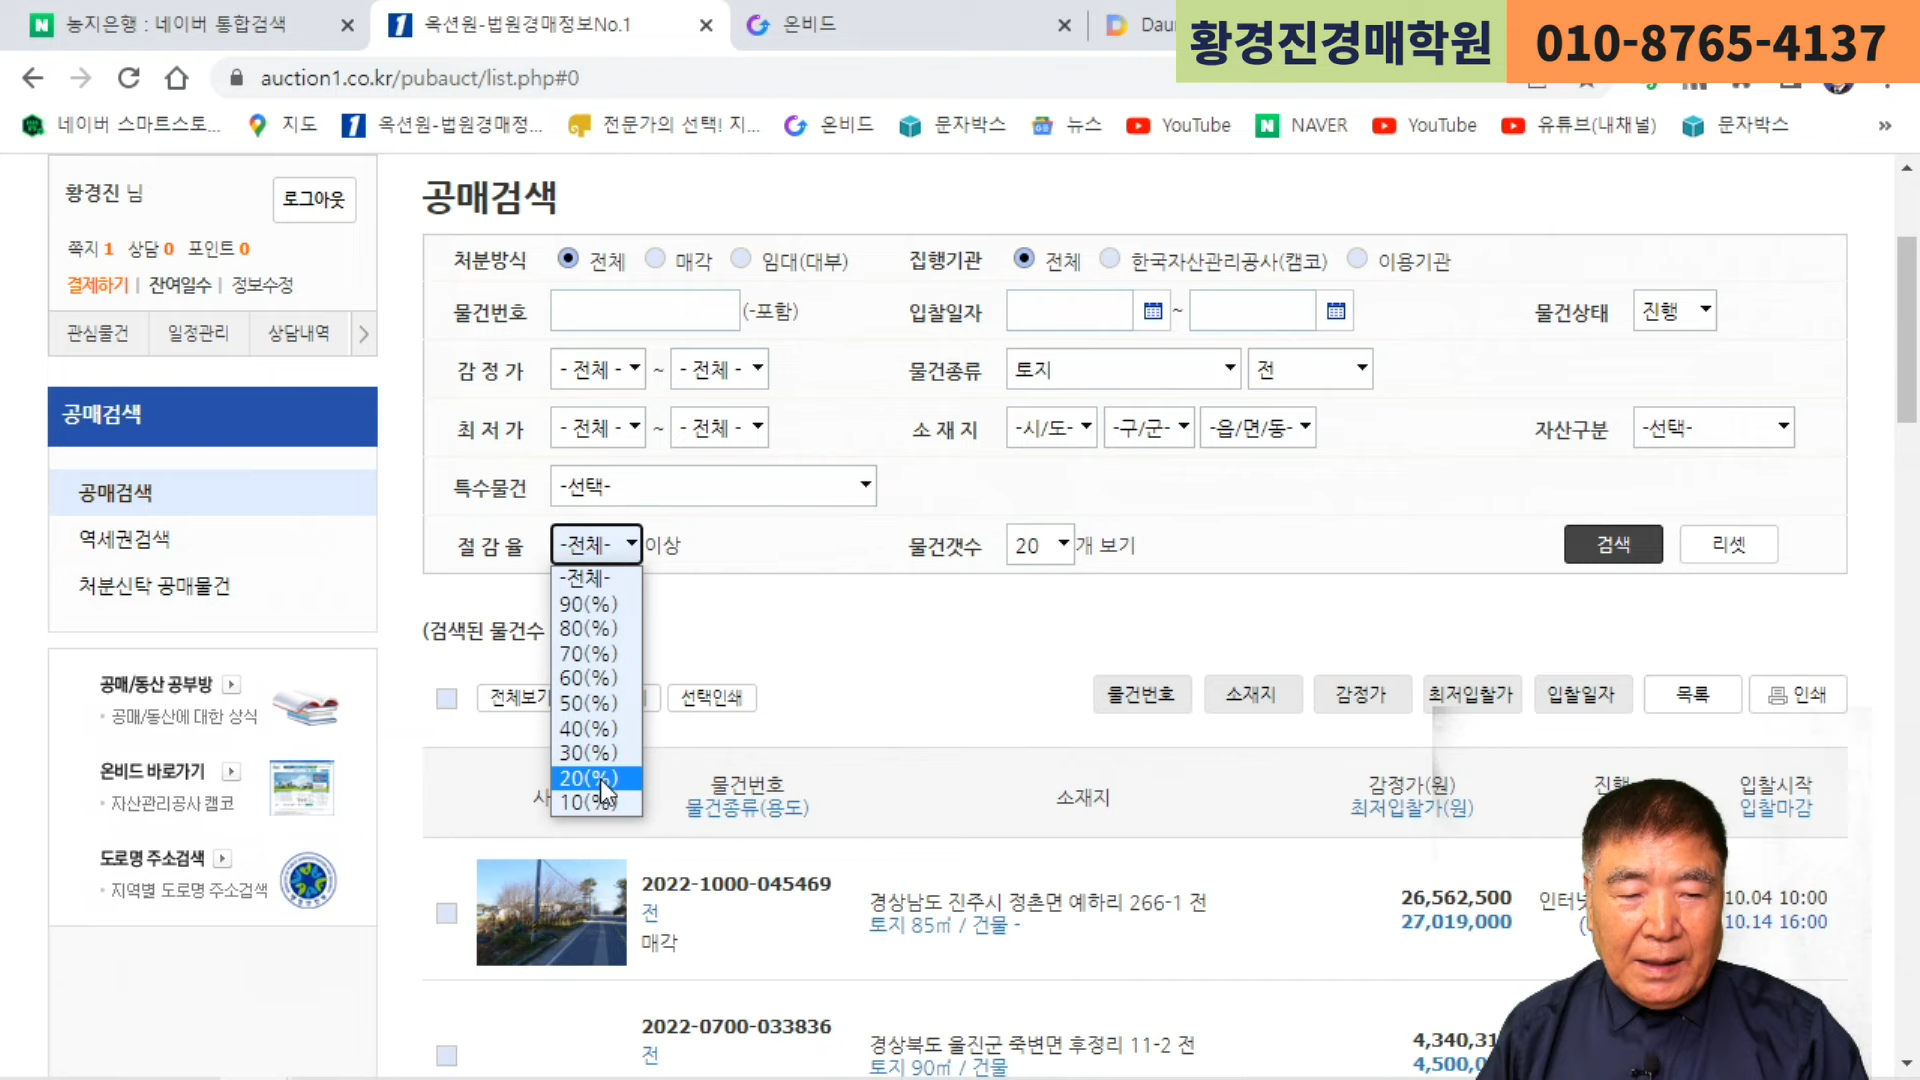 농지은행 : 네이버 통합검색
옥션원-법원경매정보No.1
온비드
Dau
황경진경매학원
010-8765-4137
auction1.co.kr/pubauct/list.php#0
네이버 스마트스토...
지도
옥션원-법원경매정...
전문가의 선택! 지...
온비드
문자박스
뉴스
YouTube
NAVER
YouTube
유튜브(내채널)
문자박스
»
황경진 님
로그아웃
쪽지 1 상담 0 포인트 0
결제하기 | 잔여일수 | 정보수정
관심물건
일정관리
상담내역
공매검색
공매검색
역세권검색
처분신탁 공매물건
공매/동산 공부방
· 공매/동산에 대한 상식
온비드 바로가기
· 자산관리공사 캠코
도로명 주소검색
· 지역별 도로명 주소검색
공매검색
처분방식 전체 매각 임대(대부) 집행기관 전체 한국자산관리공사(캠코) 이용기관
물건번호 (-포함) 입찰일자 ~ 물건상태 진행
감 정 가 - 전체 - ~ - 전체 - 물건종류 토지 전
최 저 가 - 전체 - ~ - 전체 - 소 재 지 -시/도- -구/군- -읍/면/동- 자산구분 -선택-
특수물건 -선택-
절 감 율 -전체- 이상 물건갯수 20 개 보기 검색 리셋
-전체-
90(%)
80(%)
70(%)
60(%)
50(%)
40(%)
30(%)
20(%)
10(%)
(검색된 물건수
전체보기 선택인쇄 물건번호 소재지 감정가 최저입찰가 입찰일자 목록 인쇄
사
물건번호
물건종류(용도)
소재지
감정가(원)
최저입찰가(원)
진행
입찰시작
입찰마감
2022-1000-045469
전
매각
경상남도 진주시 정촌면 예하리 266-1 전
토지 85㎡ / 건물 -
26,562,500
27,019,000
10.04 10:00
10.14 16:00
2022-0700-033836
전
경상북도 울진군 죽변면 후정리 11-2 전
토지 90㎡ / 건물